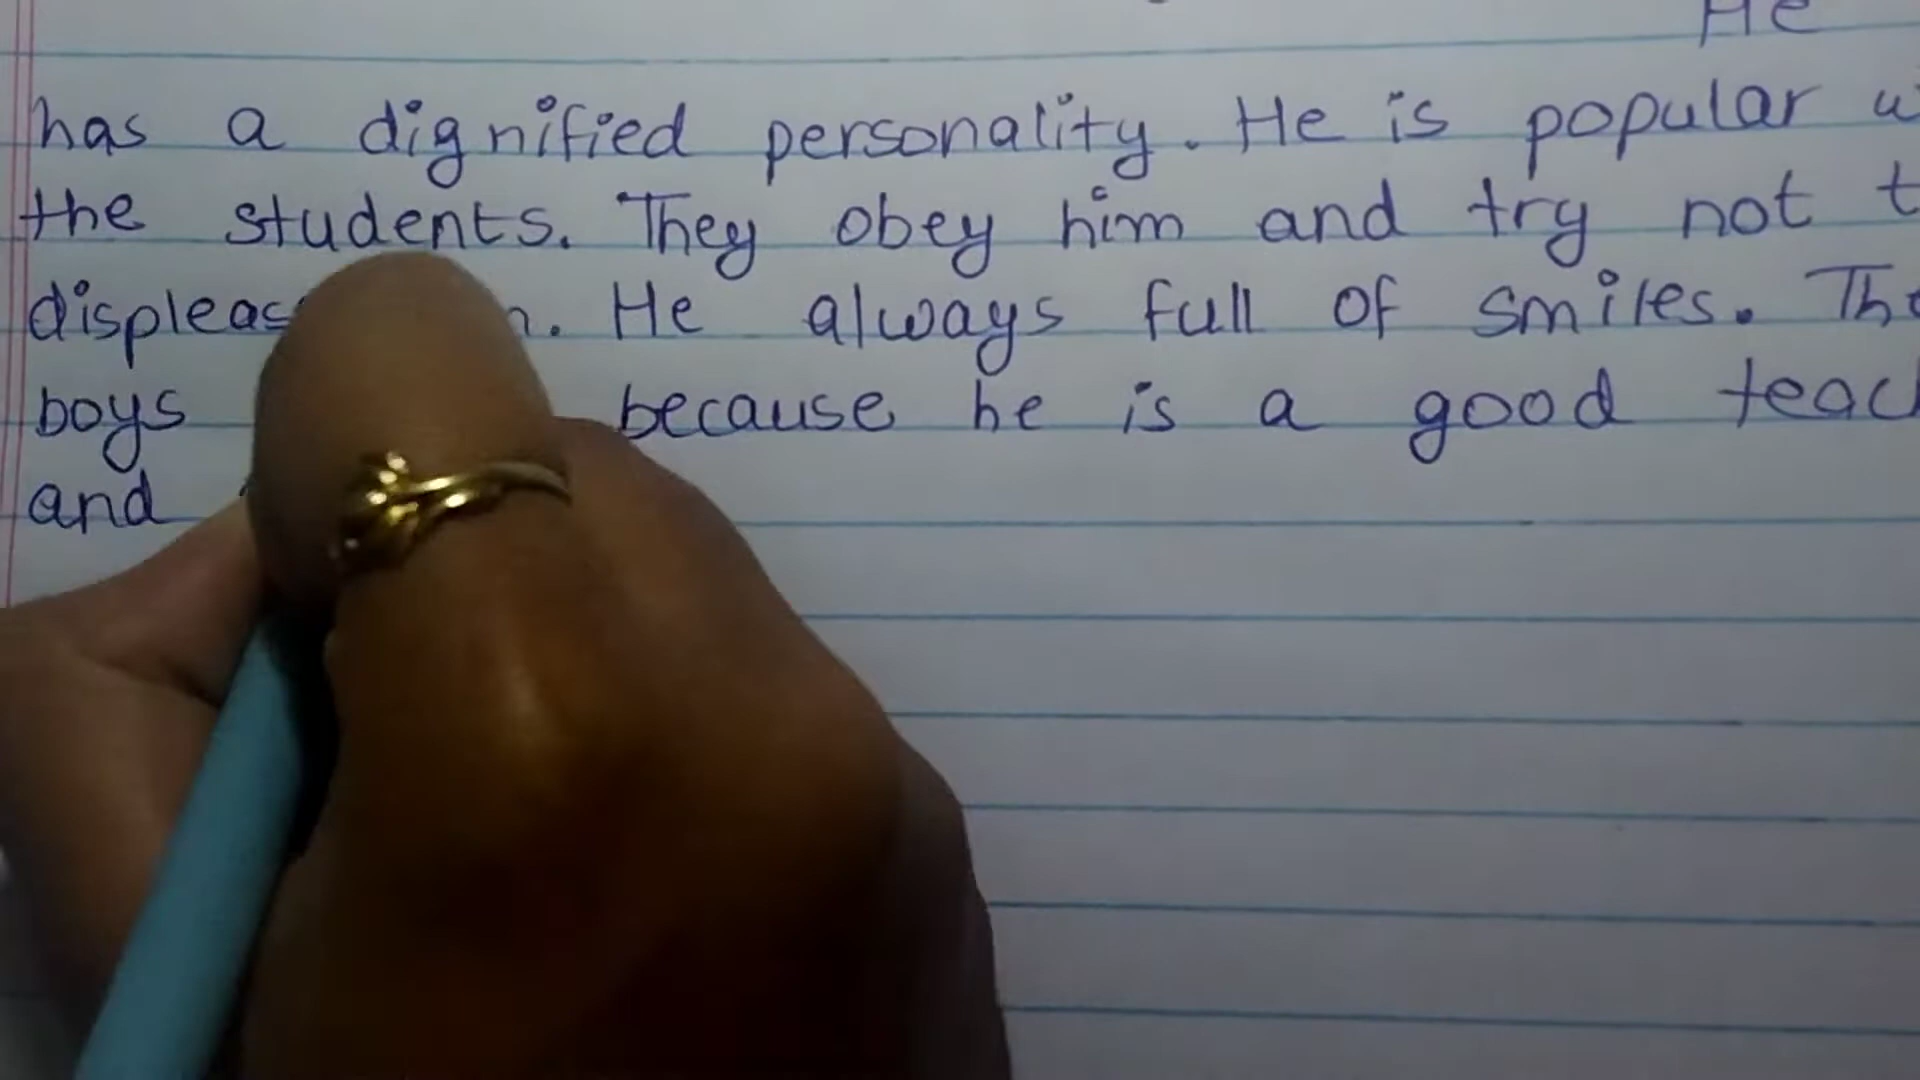 He
has a dignified personality. He is popular
the students. They obey him and try not
He always full of smiles.
boys because he is a good
and